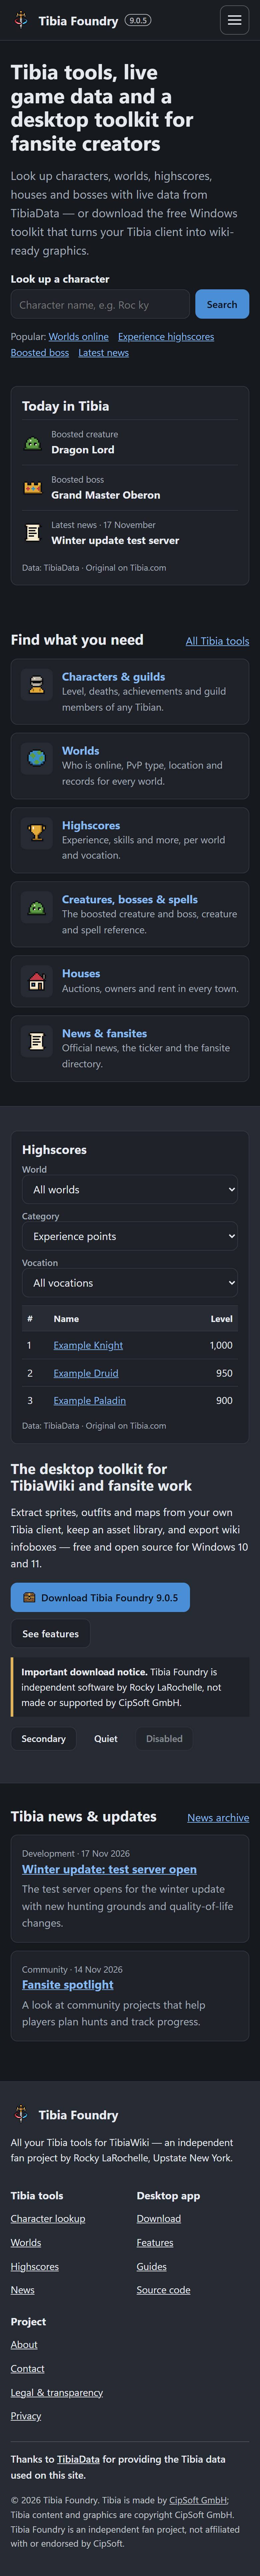 Tibia Foundry 9.0.5
Tibia tools, live
game data and a
desktop toolkit for
fansite creators
Look up characters, worlds, highscores,
houses and bosses with live data from
TibiaData — or download the free Windows
toolkit that turns your Tibia client into wiki-
ready graphics.
Look up a character
Character name, e.g. Roc ky
Search
Popular: Worlds online Experience highscores
Boosted boss Latest news
Today in Tibia
Boosted creature
Dragon Lord
Boosted boss
Grand Master Oberon
Latest news · 17 November
Winter update test server
Data: TibiaData · Original on Tibia.com
Find what you need
All Tibia tools
Characters & guilds
Level, deaths, achievements and guild
members of any Tibian.
Worlds
Who is online, PvP type, location and
records for every world.
Highscores
Experience, skills and more, per world
and vocation.
Creatures, bosses & spells
The boosted creature and boss, creature
and spell reference.
Houses
Auctions, owners and rent in every town.
News & fansites
Official news, the ticker and the fansite
directory.
Highscores
World
All worlds
Category
Experience points
Vocation
All vocations
# Name Level
1 Example Knight 1,000
2 Example Druid 950
3 Example Paladin 900
Data: TibiaData · Original on Tibia.com
The desktop toolkit for
TibiaWiki and fansite work
Extract sprites, outfits and maps from your own
Tibia client, keep an asset library, and export wiki
infoboxes — free and open source for Windows 10
and 11.
Download Tibia Foundry 9.0.5
See features
Important download notice. Tibia Foundry is
independent software by Rocky LaRochelle, not
made or supported by CipSoft GmbH.
Secondary Quiet Disabled
Tibia news & updates
News archive
Development · 17 Nov 2026
Winter update: test server open
The test server opens for the winter update
with new hunting grounds and quality-of-life
changes.
Community · 14 Nov 2026
Fansite spotlight
A look at community projects that help
players plan hunts and track progress.
Tibia Foundry
All your Tibia tools for TibiaWiki — an independent
fan project by Rocky LaRochelle, Upstate New York.
Tibia tools
Character lookup
Worlds
Highscores
News
Desktop app
Download
Features
Guides
Source code
Project
About
Contact
Legal & transparency
Privacy
Thanks to TibiaData for providing the Tibia data
used on this site.
© 2026 Tibia Foundry. Tibia is made by CipSoft GmbH;
Tibia content and graphics are copyright CipSoft GmbH.
Tibia Foundry is an independent fan project, not affiliated
with or endorsed by CipSoft.